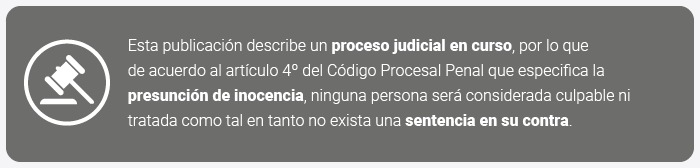 Esta publicación describe un proceso judicial en curso, por lo que
de acuerdo al artículo 4º del Código Procesal Penal que especifica la
presunción de inocencia, ninguna persona será considerada culpable ni
tratada como tal en tanto no exista una sentencia en su contra.